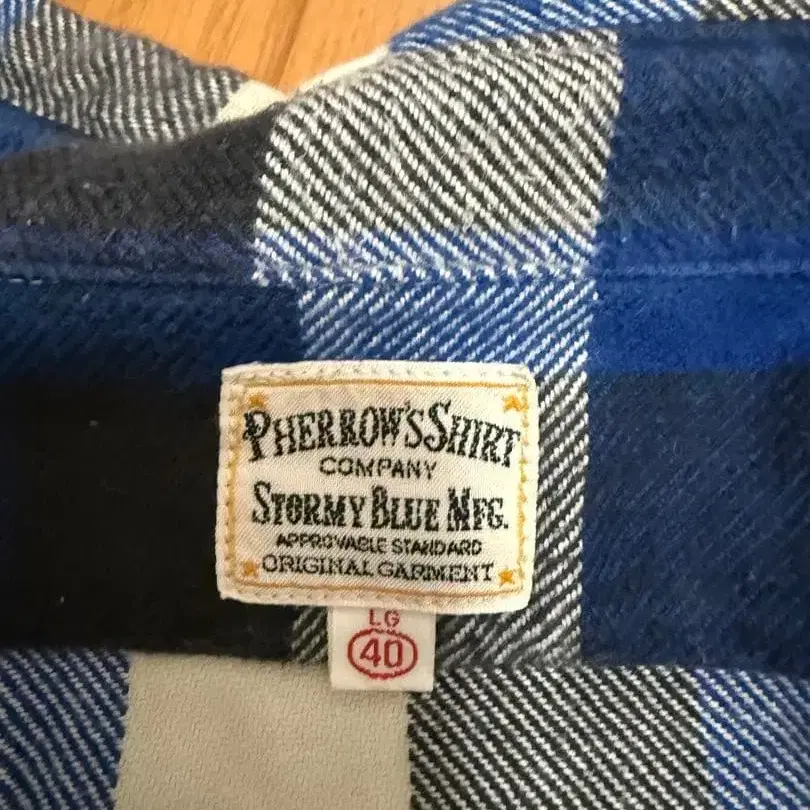 PHERROW'S SHIRT
COMPANY
STORMY BLUE MFG.
APPROVABLE STANDARD
ORIGINAL GARMENT
LG
40